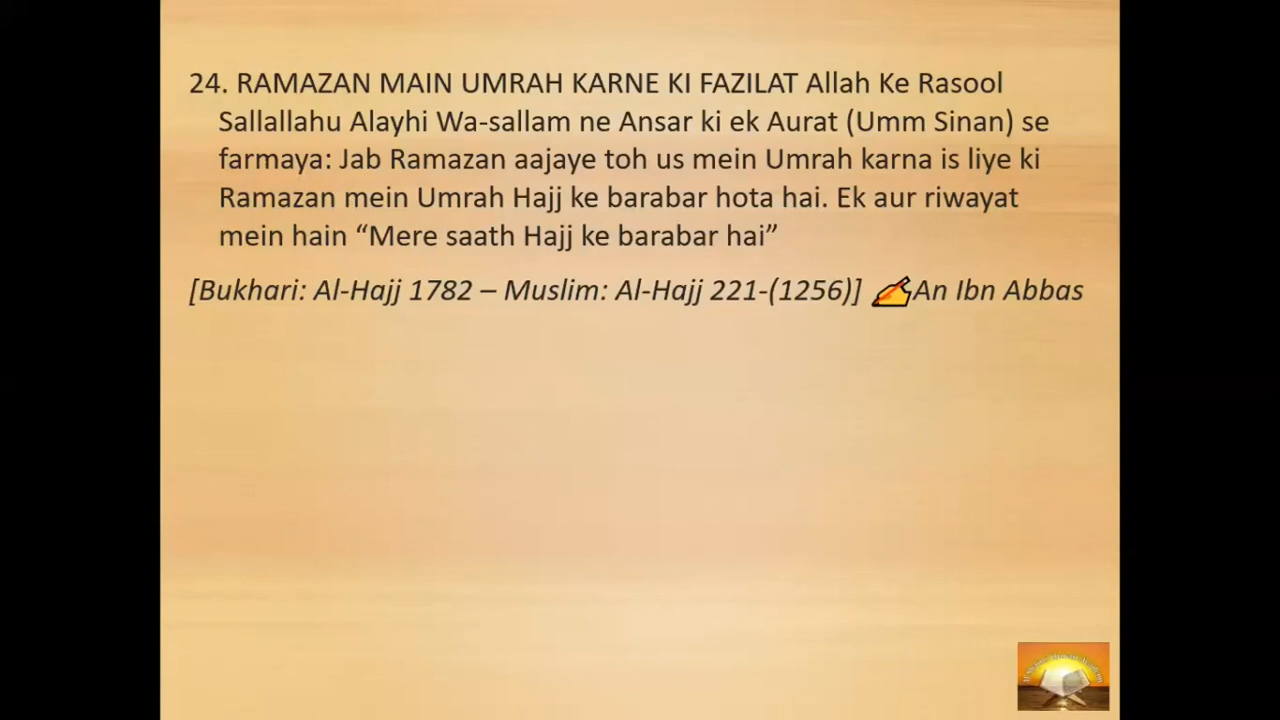 24. RAMAZAN MAIN UMRAH KARNE KI FAZILAT Allah Ke Rasool
Sallallahu Alayhi Wa-sallam ne Ansar ki ek Aurat (Umm Sinan) se
farmaya: Jab Ramazan aajaye toh us mein Umrah karna is liye ki
Ramazan mein Umrah Hajj ke barabar hota hai. Ek aur riwayat
mein hain “Mere saath Hajj ke barabar hai”
[Bukhari: Al-Hajj 1782 – Muslim: Al-Hajj 221-(1256)] ✍An Ibn Abbas